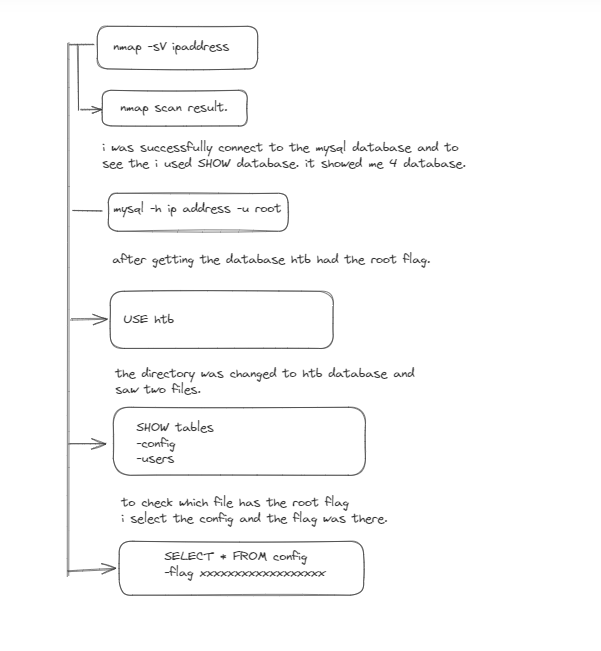 nmap -sV ipaddress
nmap scan result.
i was successfully connect to the mysql database and to
see the i used SHOW database. it showed me 4 database.
mysql -h ip address -u root
after getting the database htb had the root flag.
USE htb
the directory was changed to htb database and
saw two files.
SHOW tables
-config
-users
to check which file has the root flag
i select the config and the flag was there.
SELECT * FROM config
-flag xxxxxxxxxxxxxxxxxxx